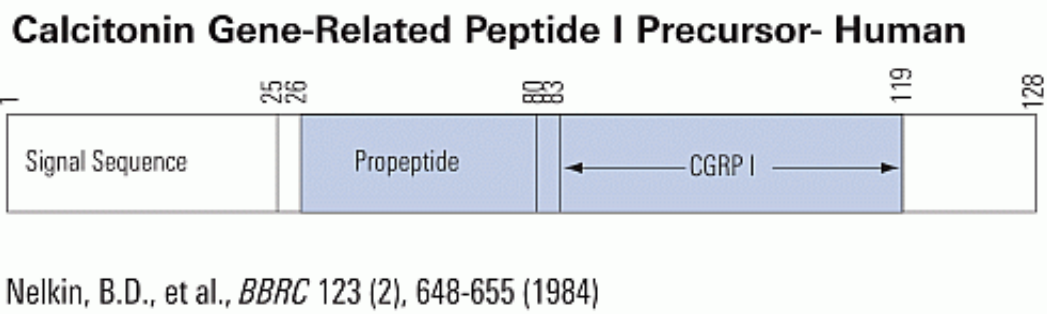 Calcitonin Gene-Related Peptide I Precursor- Human
1 25 26 80 83 119 128
Signal Sequence Propeptide CGRP I
Nelkin, B.D., et al., BBRC 123 (2), 648-655 (1984)